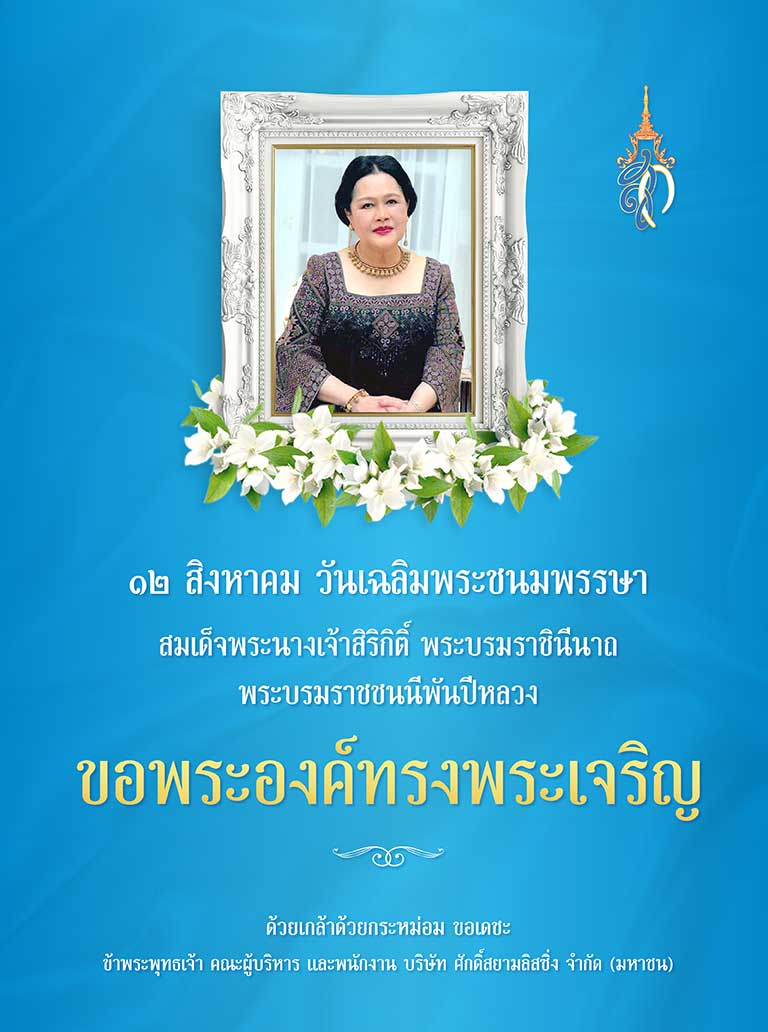 ๑๒ สิงหาคม วันเฉลิมพระชนมพรรษา
สมเด็จพระนางเจ้าสิริกิติ์ พระบรมราชินีนาถ
พระบรมราชชนนีพันปีหลวง
ขอพระองค์ทรงพระเจริญ
ด้วยเกล้าด้วยกระหม่อม ขอเดชะ
ข้าพระพุทธเจ้า คณะผู้บริหาร และพนักงาน บริษัท ศักดิ์สยามลิสซิ่ง จำกัด (มหาชน)